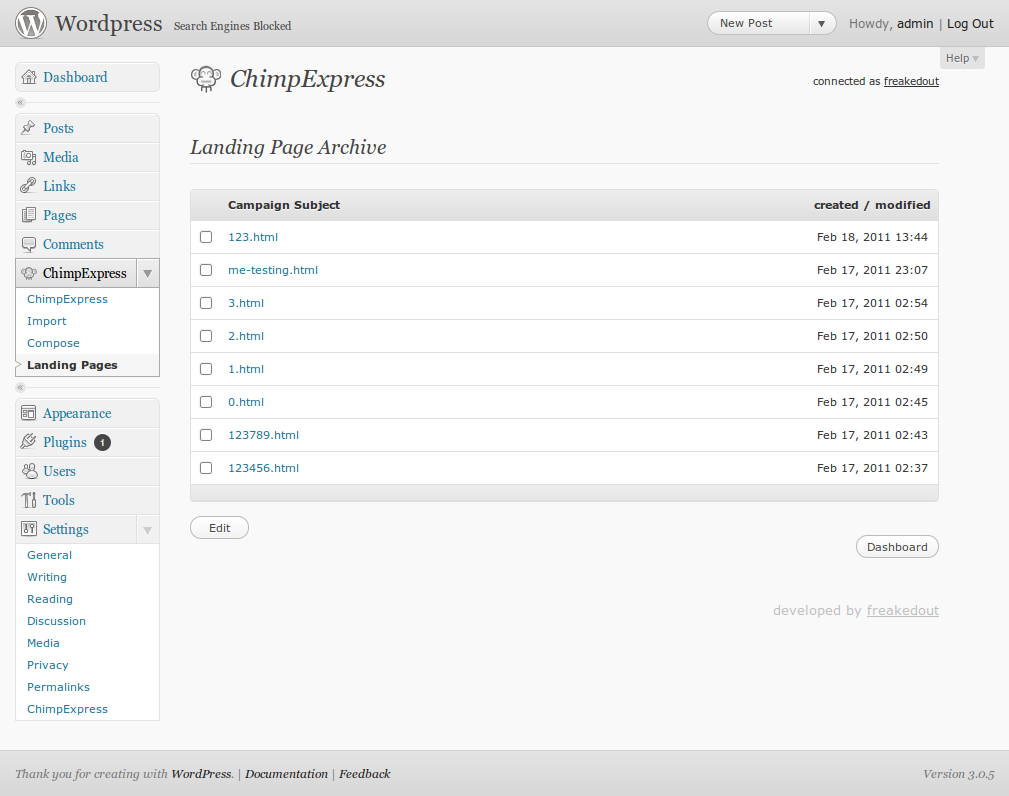 Wordpress Search Engines Blocked
New Post
Howdy, admin | Log Out
Help
Dashboard
«
Posts
Media
Links
Pages
Comments
ChimpExpress
ChimpExpress
Import
Compose
Landing Pages
«
Appearance
Plugins 1
Users
Tools
Settings
General
Writing
Reading
Discussion
Media
Privacy
Permalinks
ChimpExpress
ChimpExpress
connected as freakedout
Landing Page Archive
Campaign Subject created / modified
123.html Feb 18, 2011 13:44
me-testing.html Feb 17, 2011 23:07
3.html Feb 17, 2011 02:54
2.html Feb 17, 2011 02:50
1.html Feb 17, 2011 02:49
0.html Feb 17, 2011 02:45
123789.html Feb 17, 2011 02:43
123456.html Feb 17, 2011 02:37
Edit
Dashboard
developed by freakedout
Thank you for creating with WordPress. | Documentation | Feedback
Version 3.0.5